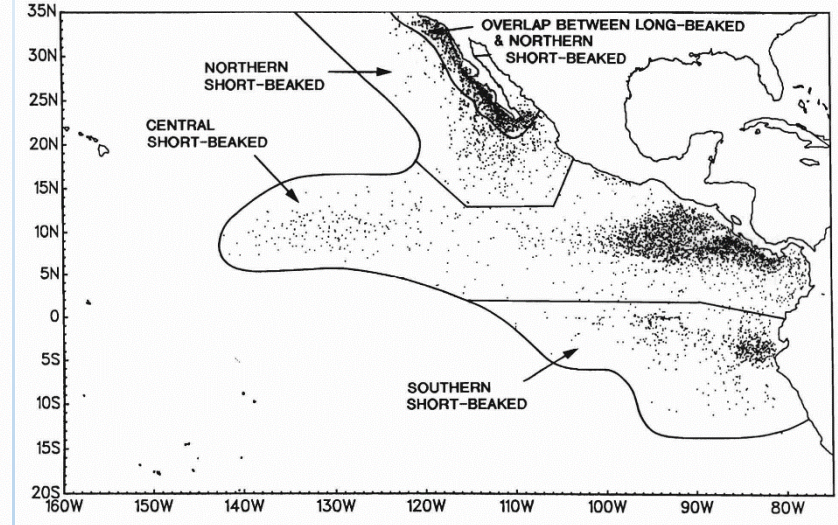 35N
30N
25N
20N
15N
10N
5N
0
5S
10S
15S
20S
160W
150W
140W
130W
120W
110W
100W
90W
80W
OVERLAP BETWEEN LONG-BEAKED
& NORTHERN
SHORT-BEAKED
NORTHERN
SHORT-BEAKED
CENTRAL
SHORT-BEAKED
SOUTHERN
SHORT-BEAKED